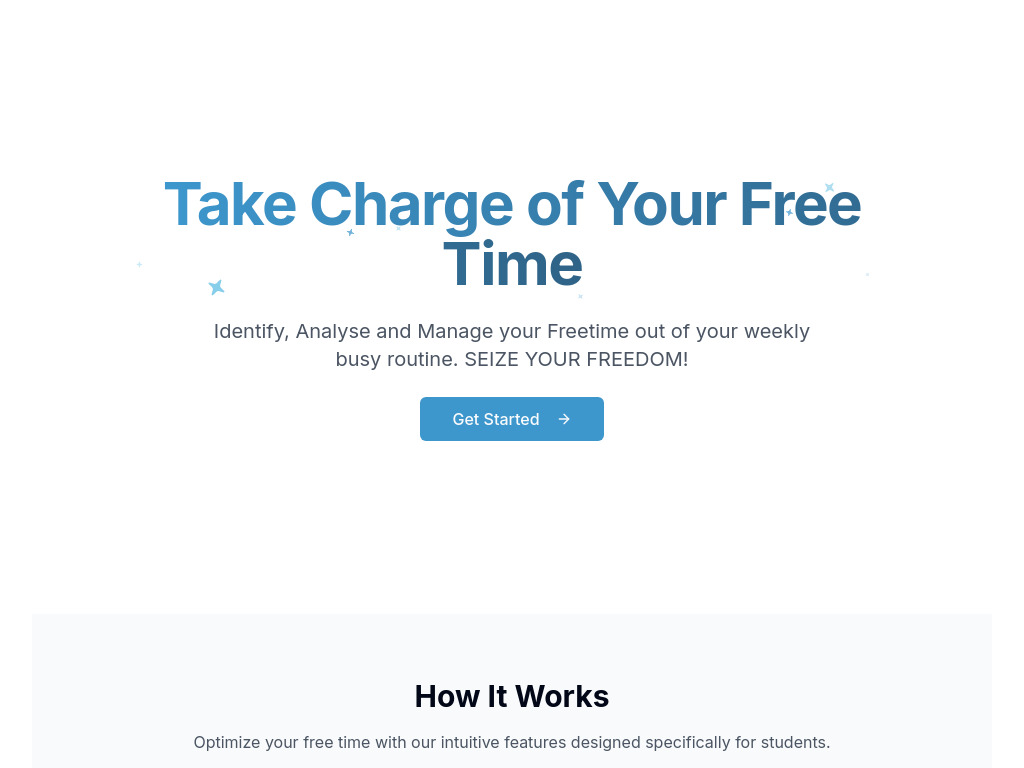 Take Charge of Your Free
Time
Identify, Analyse and Manage your Freetime out of your weekly
busy routine. SEIZE YOUR FREEDOM!
Get Started
How It Works
Optimize your free time with our intuitive features designed specifically for students.